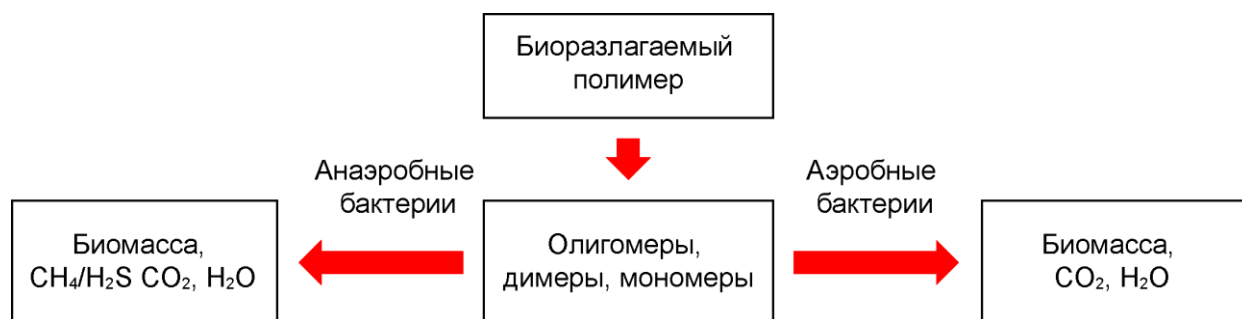 Биоразлагаемый
полимер
Анаэробные
бактерии
Аэробные
бактерии
Биомасса,
CH₄/H₂S CO₂, H₂O
Олигомеры,
димеры, мономеры
Биомасса,
CO₂, H₂O